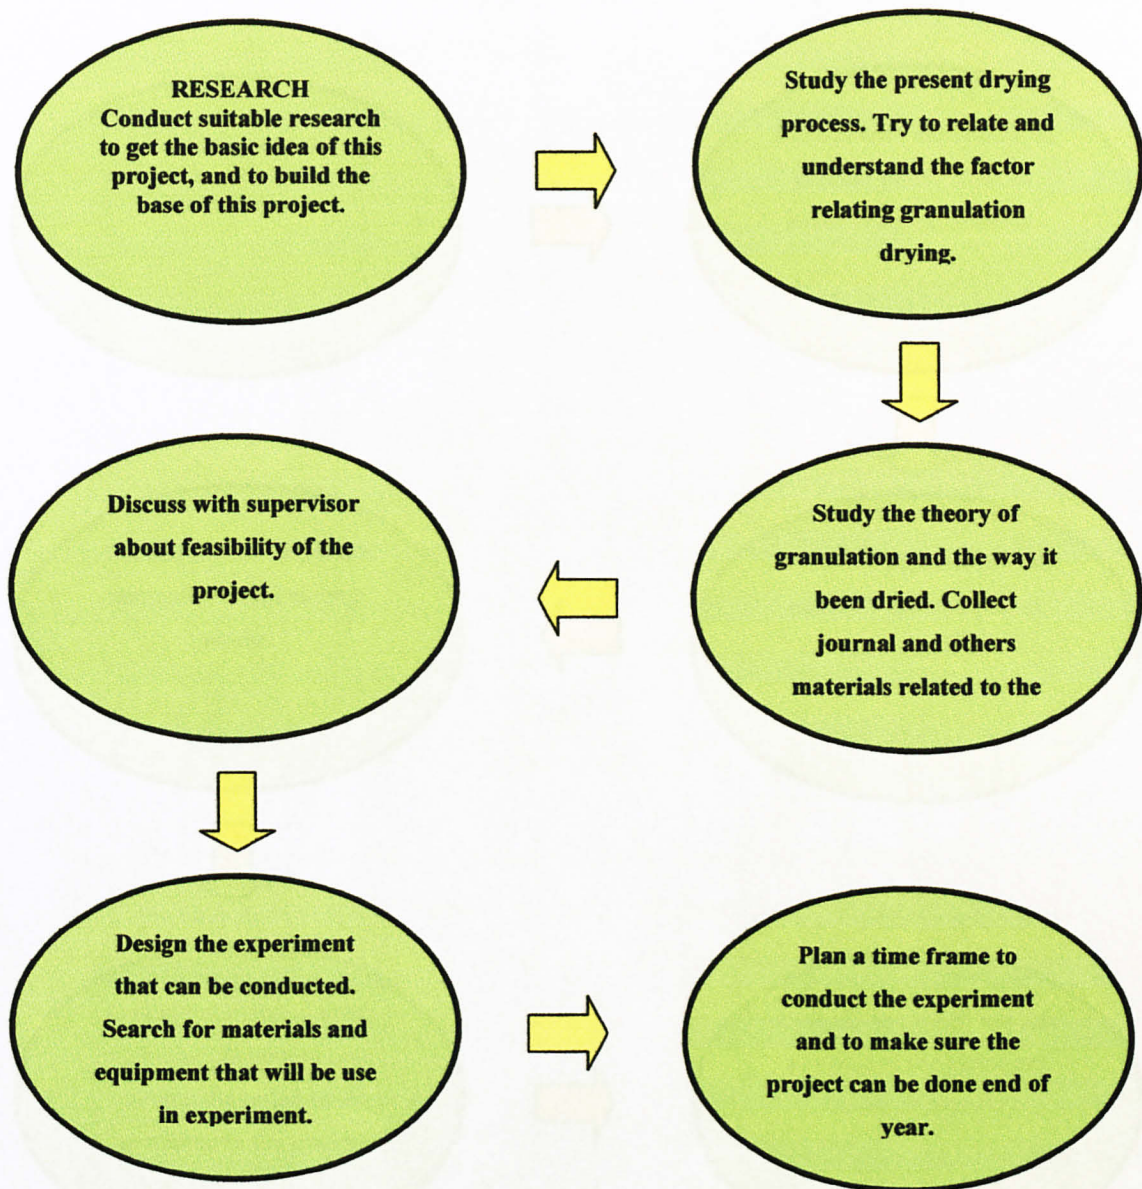 RESEARCH
Conduct suitable research
to get the basic idea of this
project, and to build the
base of this project.
Study the present drying
process. Try to relate and
understand the factor
relating granulation
drying.
Study the theory of
granulation and the way it
been dried. Collect
journal and others
materials related to the
Discuss with supervisor
about feasibility of the
project.
Design the experiment
that can be conducted.
Search for materials and
equipment that will be use
in experiment.
Plan a time frame to
conduct the experiment
and to make sure the
project can be done end of
year.